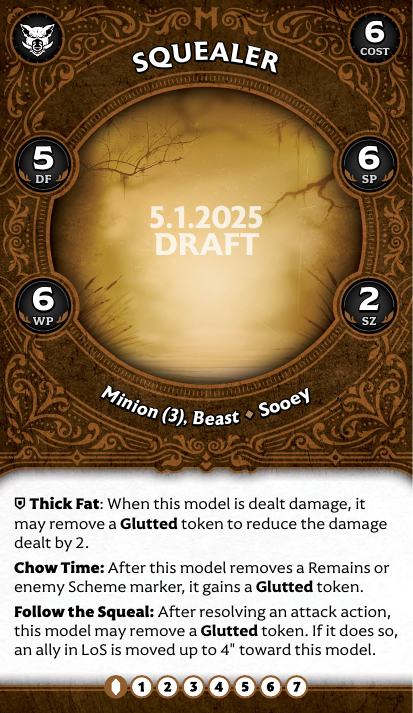 6
COST
SQUEALER
5
DF
6
SP
5.1.2025
DRAFT
6
WP
2
SZ
Minion (3), Beast ◆ Sooey
Thick Fat: When this model is dealt damage, it
may remove a Glutted token to reduce the damage
dealt by 2.
Chow Time: After this model removes a Remains or
enemy Scheme marker, it gains a Glutted token.
Follow the Squeal: After resolving an attack action,
this model may remove a Glutted token. If it does so,
an ally in LoS is moved up to 4" toward this model.
1 2 3 4 5 6 7